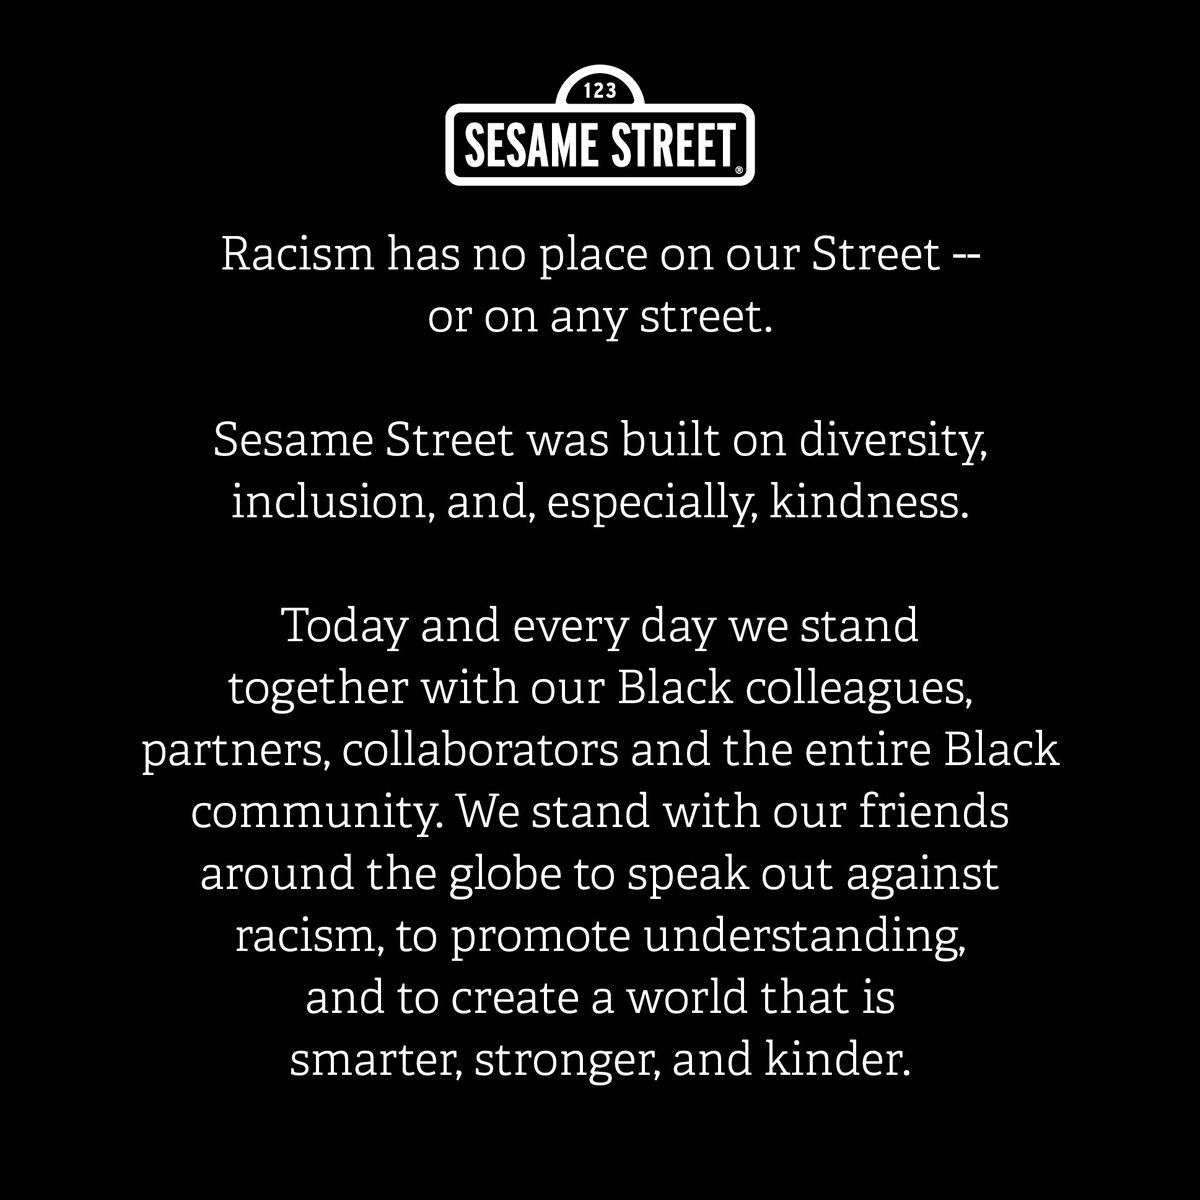 123
SESAME STREET®
Racism has no place on our Street --
or on any street.
Sesame Street was built on diversity,
inclusion, and, especially, kindness.
Today and every day we stand
together with our Black colleagues,
partners, collaborators and the entire Black
community. We stand with our friends
around the globe to speak out against
racism, to promote understanding,
and to create a world that is
smarter, stronger, and kinder.